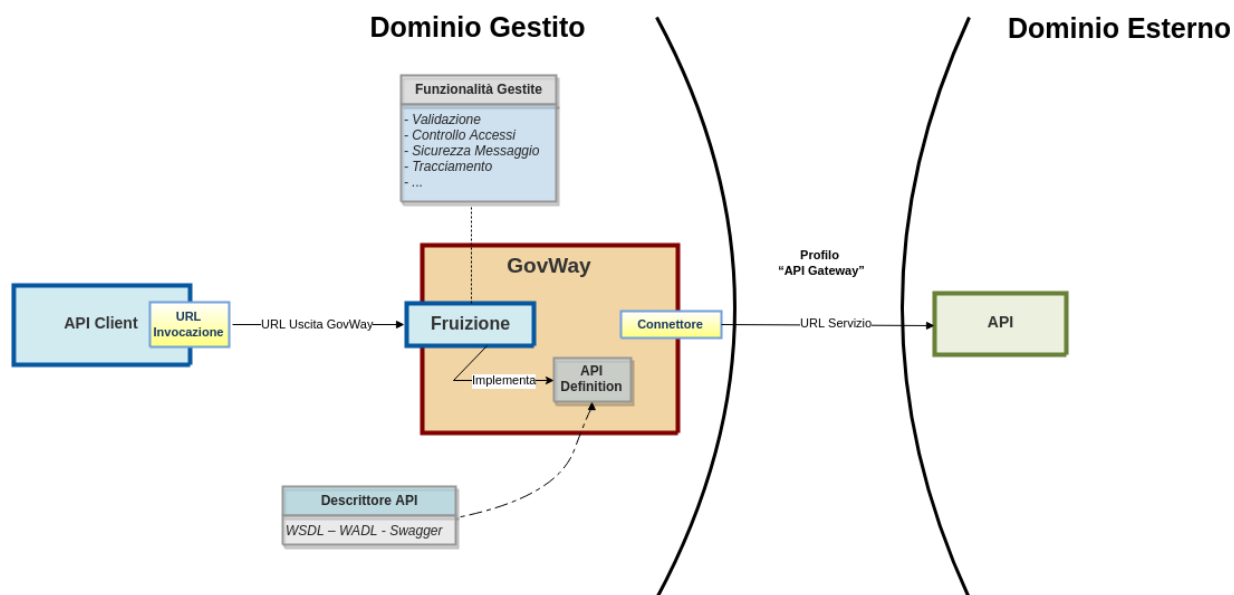 Dominio Gestito
Dominio Esterno
Funzionalità Gestite
- Validazione
- Controllo Accessi
- Sicurezza Messaggio
- Tracciamento
- ...
GovWay
Profilo
“API Gateway”
API Client
URL
Invocazione
URL Uscita GovWay
Fruizione
Connettore
URL Servizio
API
Implementa
API
Definition
Descrittore API
WSDL – WADL - Swagger